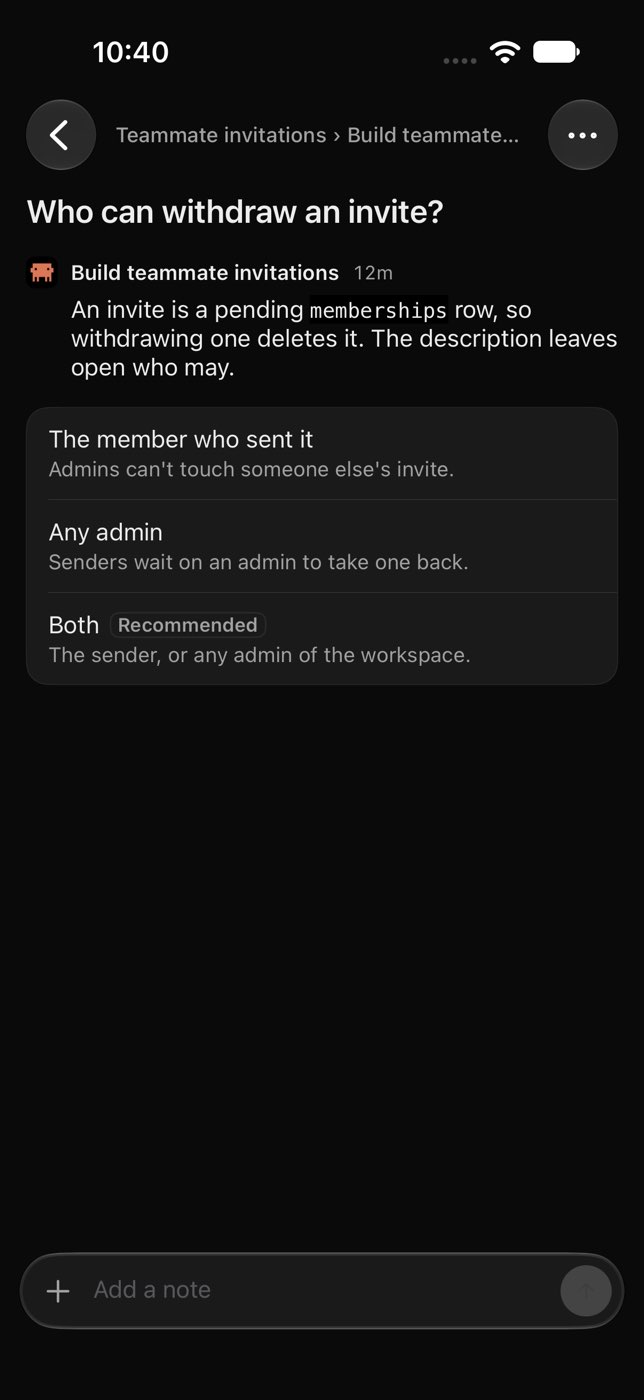 10:40
Teammate invitations › Build teammate...
Who can withdraw an invite?
Build teammate invitations 12m
An invite is a pending memberships row, so
withdrawing one deletes it. The description leaves
open who may.
The member who sent it
Admins can't touch someone else's invite.
Any admin
Senders wait on an admin to take one back.
Both Recommended
The sender, or any admin of the workspace.
Add a note